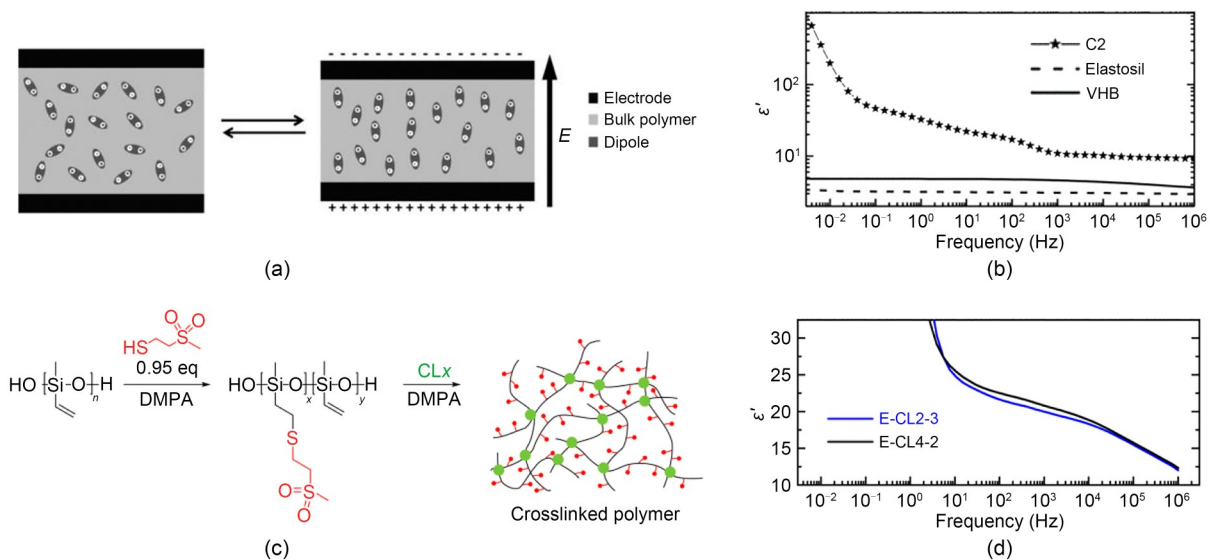 E
Electrode
Bulk polymer
Dipole
(a)
ε′
10²
10¹
C2
Elastosil
VHB
10⁻² 10⁻¹ 10⁰ 10¹ 10² 10³ 10⁴ 10⁵ 10⁶
Frequency (Hz)
(b)
O O
S
HS
0.95 eq
DMPA
HO Si O H
n
HO Si O Si O H
x y
S
O S
O
CLx
DMPA
Crosslinked polymer
(c)
ε′
30
25
20
15
10
E-CL2-3
E-CL4-2
10⁻² 10⁻¹ 10⁰ 10¹ 10² 10³ 10⁴ 10⁵ 10⁶
Frequency (Hz)
(d)